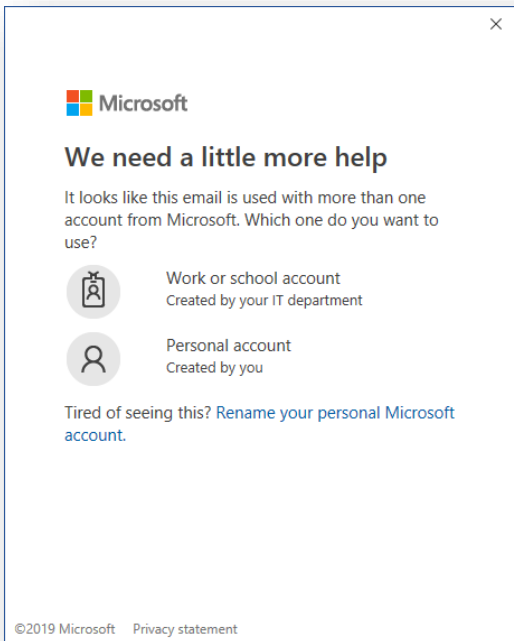 Microsoft
We need a little more help
It looks like this email is used with more than one
account from Microsoft. Which one do you want to
use?
Work or school account
Created by your IT department
Personal account
Created by you
Tired of seeing this? Rename your personal Microsoft
account.
©2019 Microsoft Privacy statement